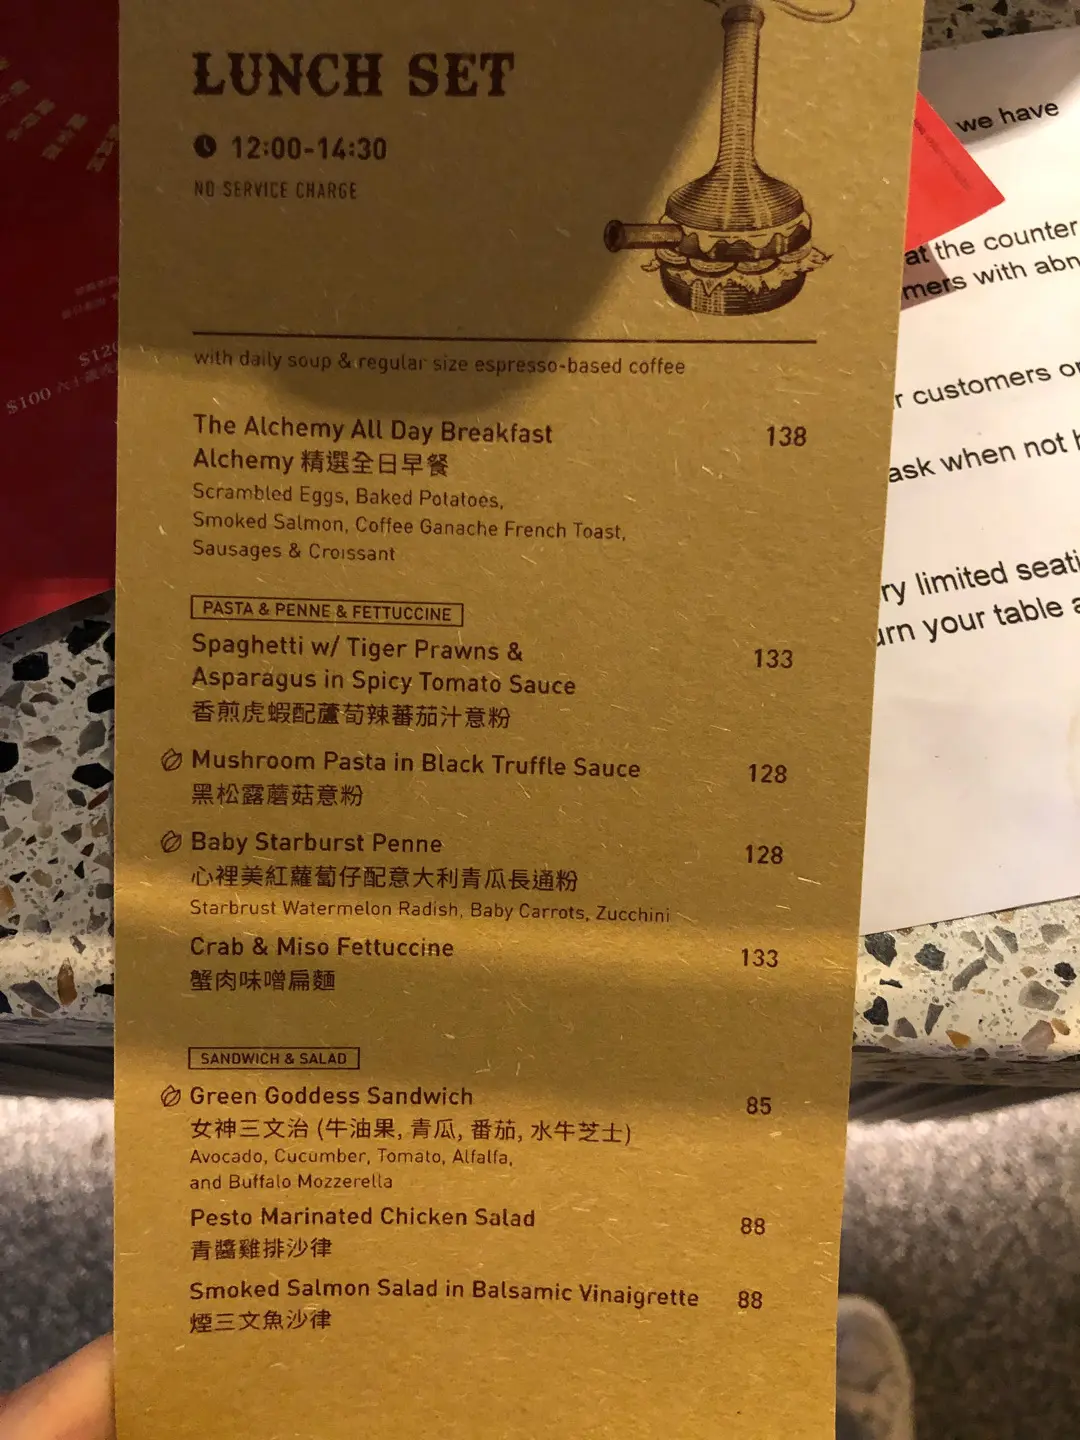 LUNCH SET
12:00-14:30
NO SERVICE CHARGE
with daily soup & regular size espresso-based coffee
The Alchemy All Day Breakfast 138
Alchemy 精選全日早餐
Scrambled Eggs, Baked Potatoes,
Smoked Salmon, Coffee Ganache French Toast,
Sausages & Croissant
PASTA & PENNE & FETTUCCINE
Spaghetti w/ Tiger Prawns & 133
Asparagus in Spicy Tomato Sauce
香煎虎蝦配蘆荀辣蕃茄汁意粉
Mushroom Pasta in Black Truffle Sauce 128
黑松露蘑菇意粉
Baby Starburst Penne 128
心裡美紅蘿蔔仔配意大利青瓜長通粉
Starbrust Watermelon Radish, Baby Carrots, Zucchini
Crab & Miso Fettuccine 133
蟹肉味噌扁麵
SANDWICH & SALAD
Green Goddess Sandwich 85
女神三文治 (牛油果, 青瓜, 番茄, 水牛芝士)
Avocado, Cucumber, Tomato, Alfalfa,
and Buffalo Mozzerella
Pesto Marinated Chicken Salad 88
青醬雞排沙律
Smoked Salmon Salad in Balsamic Vinaigrette 88
煙三文魚沙律
we have
at the counter
mers with abn
r customers o
ask when not
ry limited seati
urn your table a
$120
$100